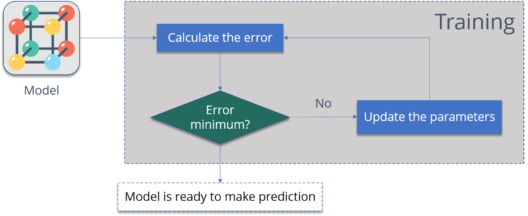 Training
Calculate the error
Model
Error
minimum?
No
Update the parameters
Model is ready to make prediction